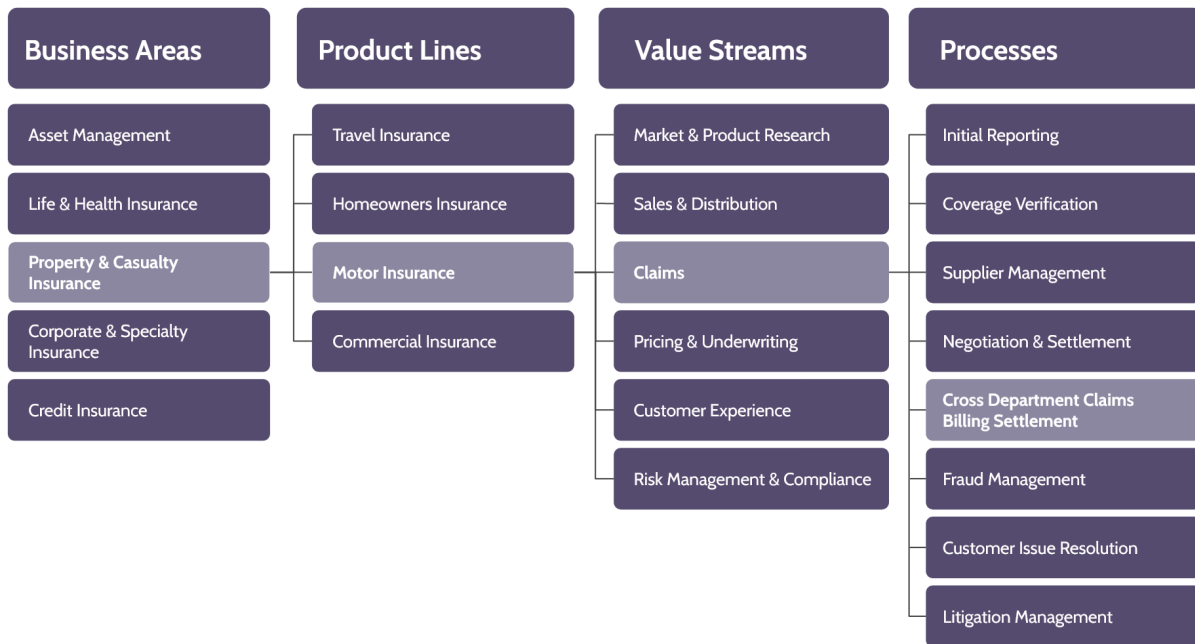 Business Areas
Product Lines
Value Streams
Processes
Asset Management
Life & Health Insurance
Property & Casualty
Insurance
Corporate & Specialty
Insurance
Credit Insurance
Travel Insurance
Homeowners Insurance
Motor Insurance
Commercial Insurance
Market & Product Research
Sales & Distribution
Claims
Pricing & Underwriting
Customer Experience
Risk Management & Compliance
Initial Reporting
Coverage Verification
Supplier Management
Negotiation & Settlement
Cross Department Claims
Billing Settlement
Fraud Management
Customer Issue Resolution
Litigation Management